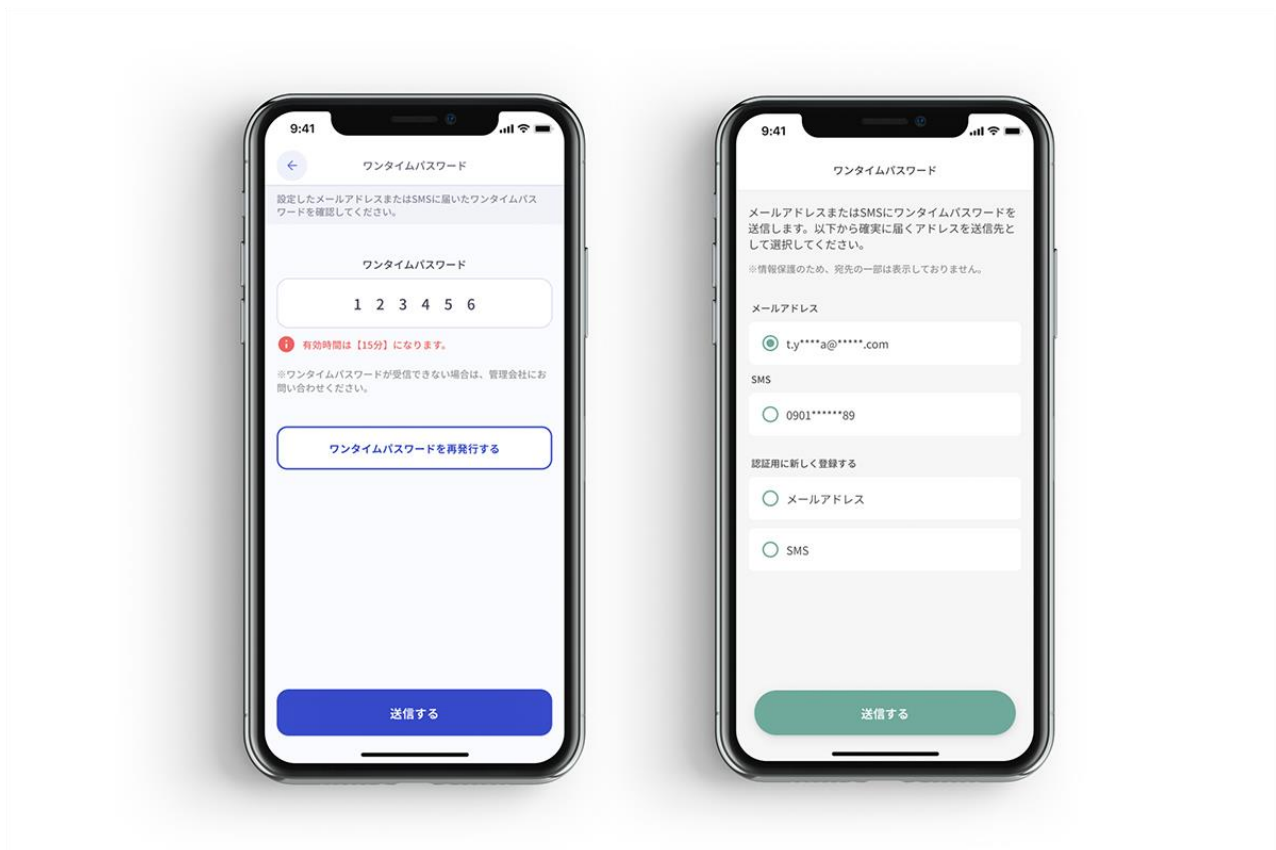 9:41
ワンタイムパスワード
設定したメールアドレスまたはSMSに届いたワンタイムパス
ワードを確認してください。
ワンタイムパスワード
1 2 3 4 5 6
有効時間は【15分】になります。
※ワンタイムパスワードが受信できない場合は、管理会社にお
問い合わせください。
ワンタイムパスワードを再発行する
送信する
9:41
ワンタイムパスワード
メールアドレスまたはSMSにワンタイムパスワードを
送信します。以下から確実に届くアドレスを送信先と
して選択してください。
※情報保護のため、宛先の一部は表示しておりません。
メールアドレス
t.y****a@*****.com
SMS
0901******89
認証用に新しく登録する
メールアドレス
SMS
送信する